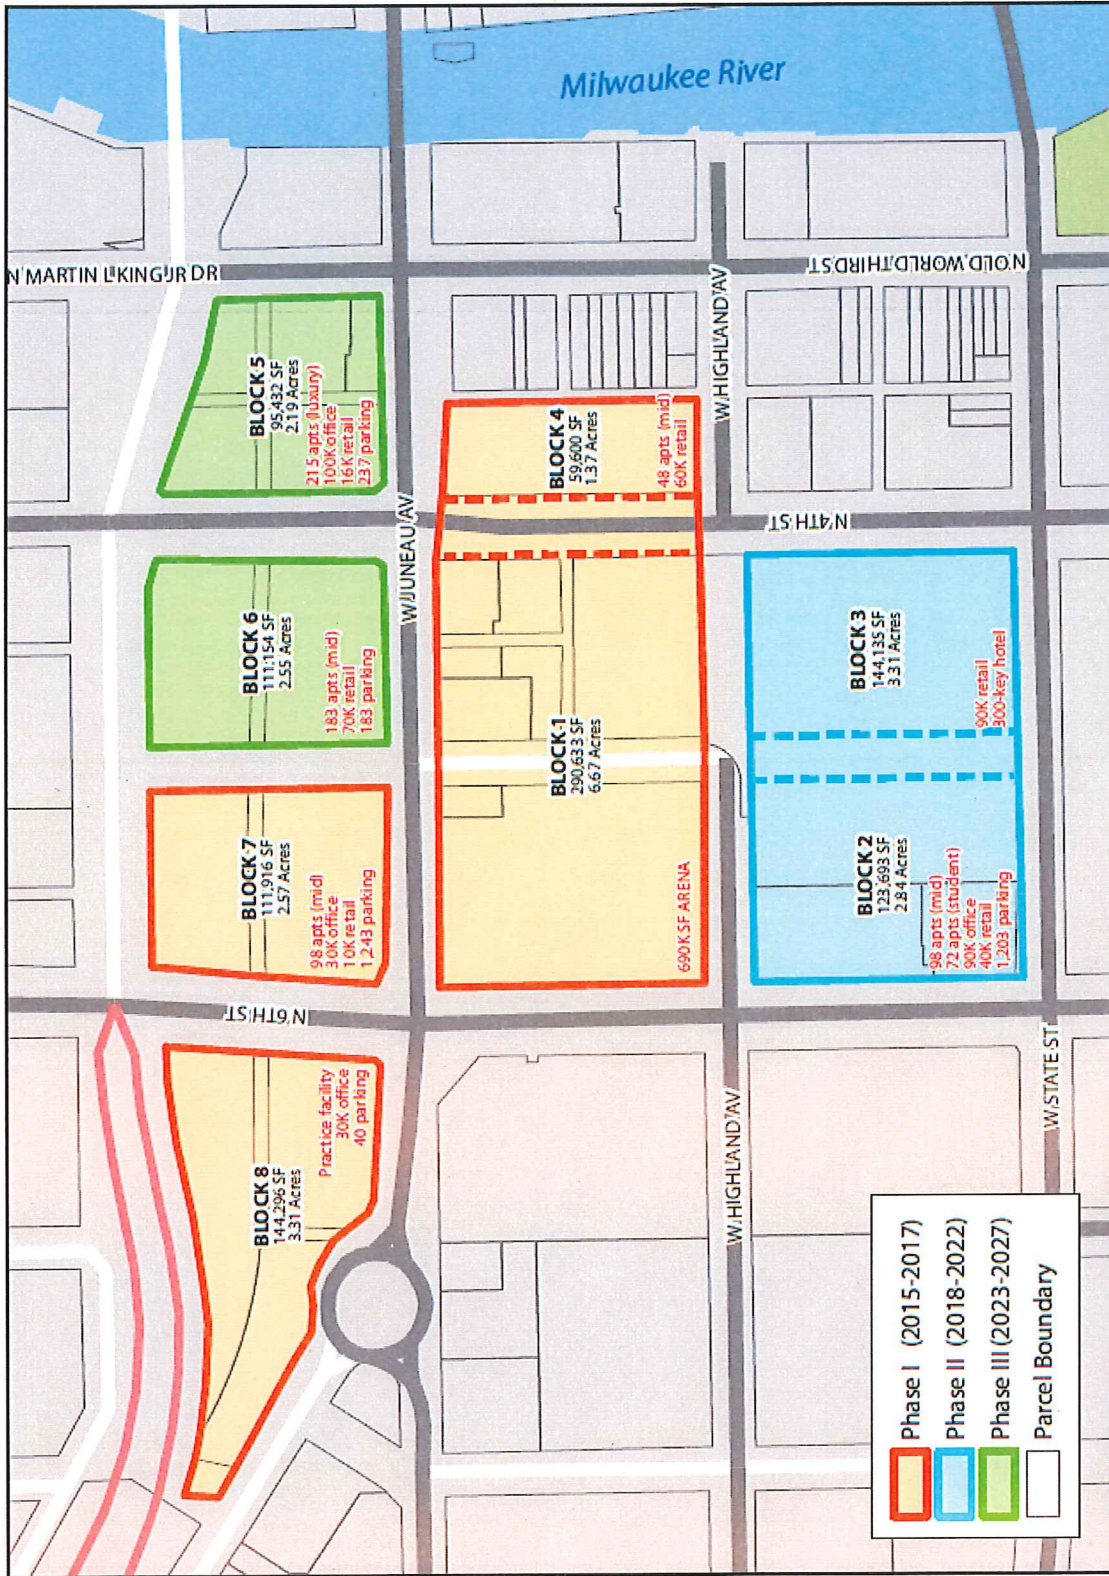 Milwaukee River
N MARTIN L KING JR DR
N OLD WORLD THIRD ST
BLOCK 5
95,432 SF
2.19 Acres
215 apts (luxury)
100K office
16K retail
237 parking
W JUNEAU AV
W HIGHLAND AV
BLOCK 4
59,600 SF
1.37 Acres
48 apts (mid)
60K retail
N 4TH ST
BLOCK 6
111,154 SF
2.55 Acres
183 apts (mid)
70K retail
183 parking
BLOCK 1
290,633 SF
6.67 Acres
690K SF ARENA
BLOCK 3
144,135 SF
3.31 Acres
90K retail
300-key hotel
BLOCK 7
111,916 SF
2.57 Acres
98 apts (mid)
30K office
10K retail
1,243 parking
BLOCK 2
123,693 SF
2.84 Acres
98 apts (mid)
72 apts (student)
90K office
40K retail
1,203 parking
N 6TH ST
BLOCK 8
144,296 SF
3.31 Acres
Practice facility
30K office
40 parking
W HIGHLAND AV
W STATE ST
Phase I (2015-2017)
Phase II (2018-2022)
Phase III (2023-2027)
Parcel Boundary